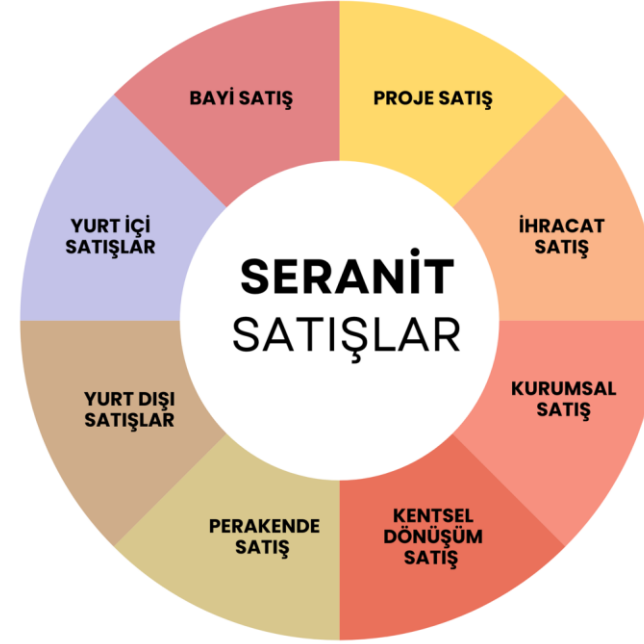 BAYİ SATIŞ
PROJE SATIŞ
YURT İÇİ
SATIŞLAR
İHRACAT
SATIŞ
SERANİT
SATIŞLAR
YURT DIŞI
SATIŞLAR
KURUMSAL
SATIŞ
PERAKENDE
SATIŞ
KENTSEL
DÖNÜŞÜM
SATIŞ